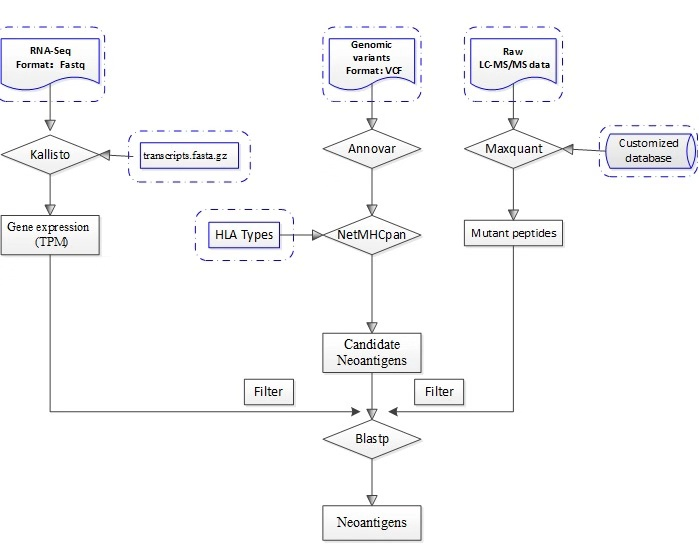 RNA-Seq
Format: Fastq
Genomic
variants
Format: VCF
Raw
LC-MS/MS data
Kallisto
transcripts.fasta.gz
Annovar
Maxquant
Customized
database
Gene expression
(TPM)
HLA Types
NetMHCpan
Mutant peptides
Candidate
Neoantigens
Filter
Filter
Blastp
Neoantigens